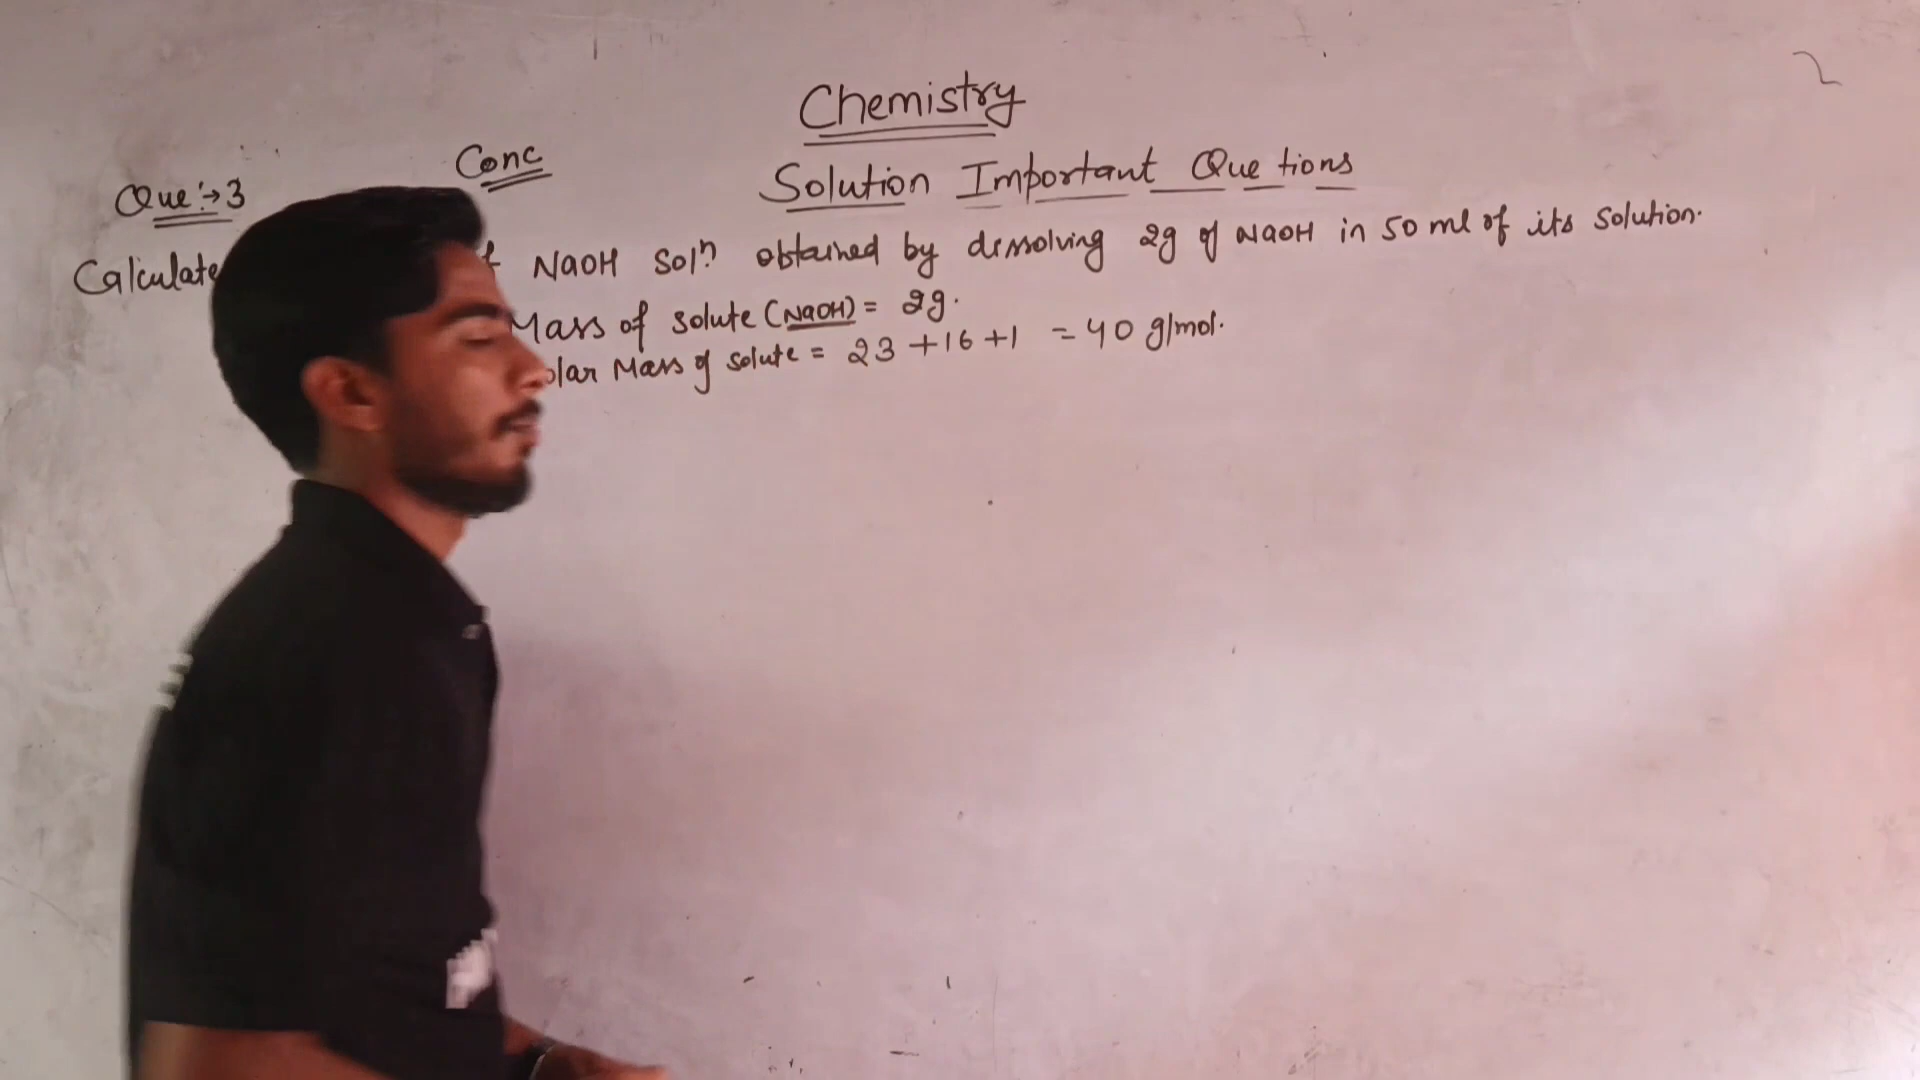 Chemistry
Conc
Solution Important Que tions
Que:→3
Calculate NaOH Solⁿ obtained by dissolving 2g of NaOH in 50 ml of its solution.
Mass of solute (NaOH) = 2g.
olar Mass of solute = 23 +16 +1 = 40 g/mol.